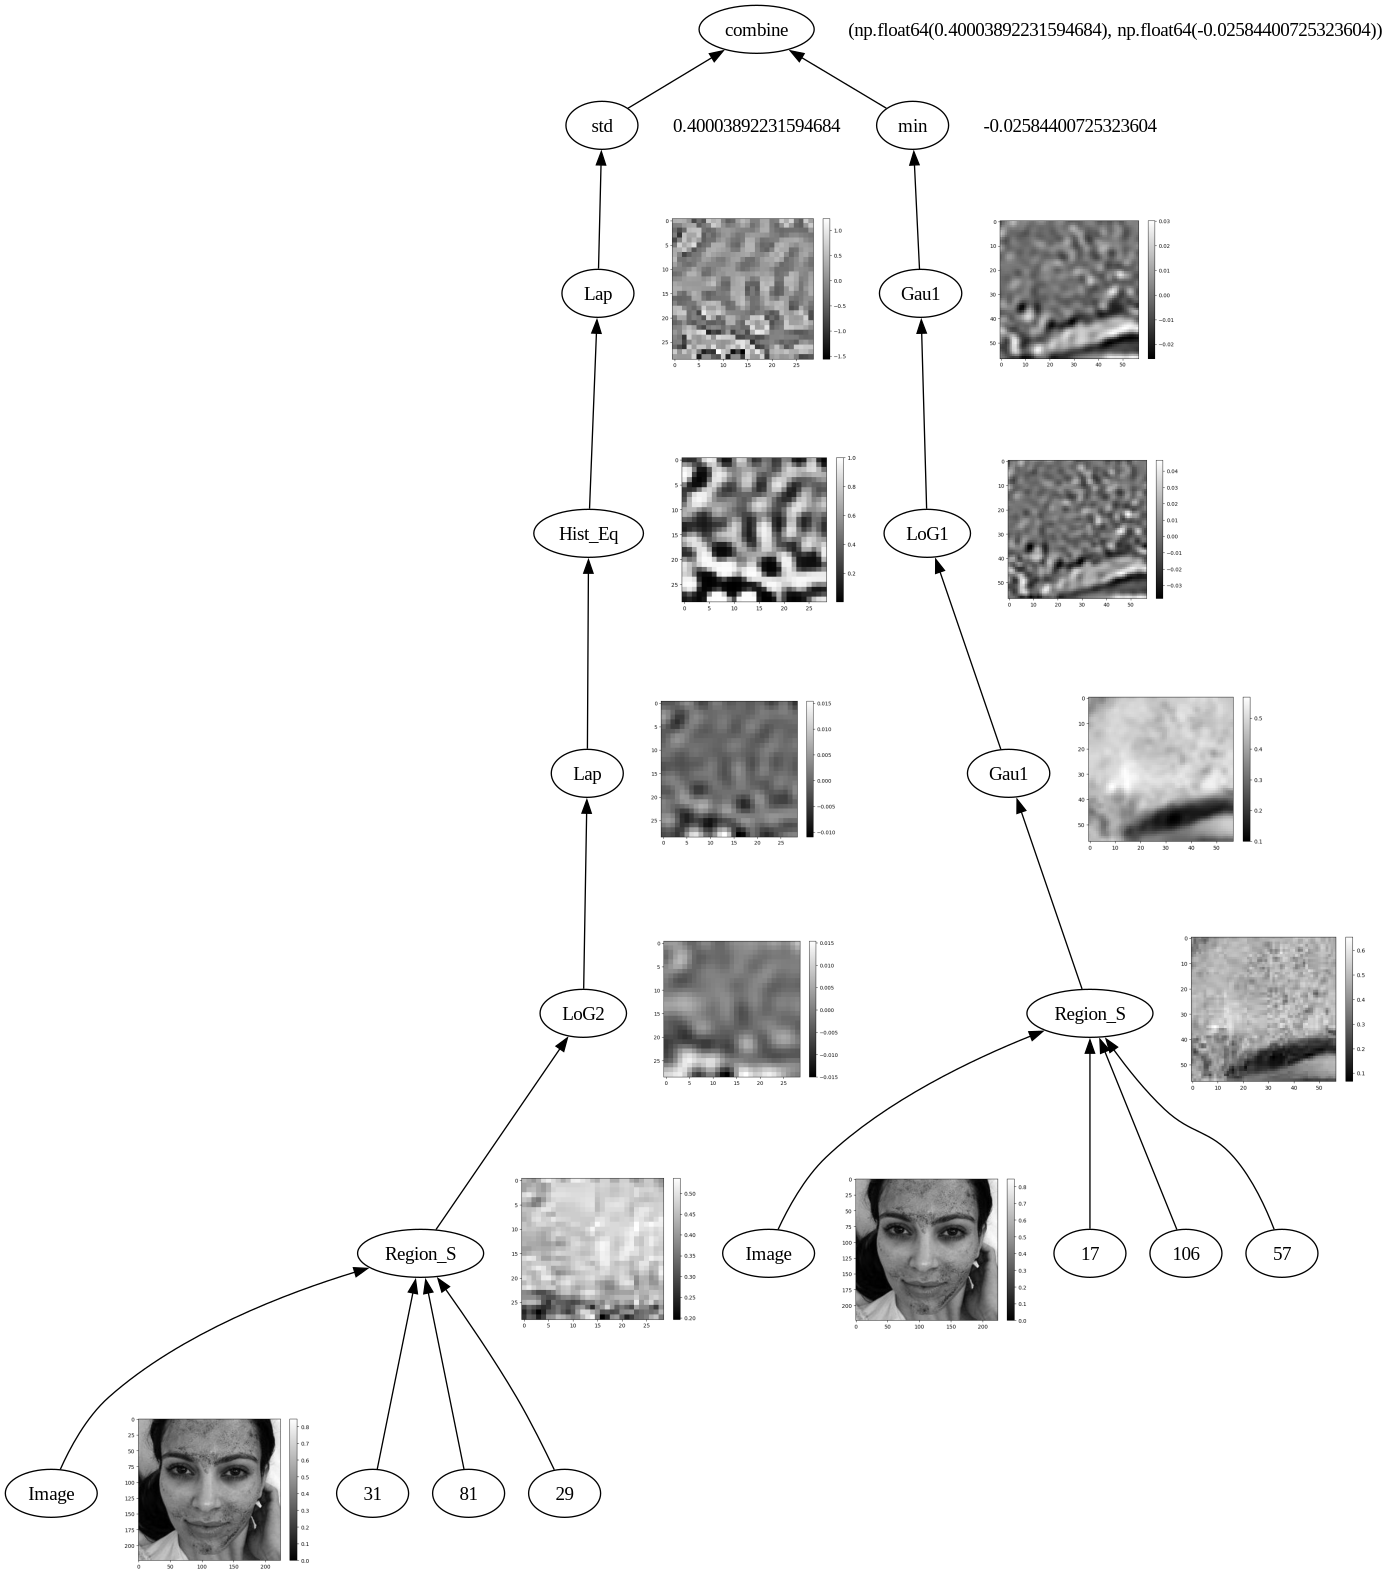 combine (np.float64(0.40003892231594684), np.float64(-0.02584400725323604))
std 0.40003892231594684 min -0.02584400725323604
Lap Gau1
Hist_Eq LoG1
Lap Gau1
LoG2 Region_S
Region_S Image 17 106 57
Image 31 81 29